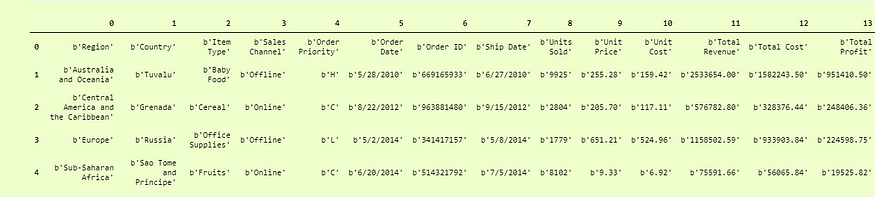 0 1 2 3 4 5 6 7 8 9 10 11 12 13
0 b'Region' b'Country' b'Item Type' b'Sales Channel' b'Order Priority' b'Order Date' b'Order ID' b'Ship Date' b'Units Sold' b'Unit Price' b'Unit Cost' b'Total Revenue' b'Total Cost' b'Total Profit'
1 b'Australia and Oceania' b'Tuvalu' b'Baby Food' b'Offline' b'H' b'5/28/2010' b'669165933' b'6/27/2010' b'9925' b'255.28' b'159.42' b'2533654.00' b'1582243.50' b'951410.50'
2 b'Central America and the Caribbean' b'Grenada' b'Cereal' b'Online' b'C' b'8/22/2012' b'963881480' b'9/15/2012' b'2804' b'205.70' b'117.11' b'576782.80' b'328376.44' b'248406.36'
3 b'Europe' b'Russia' b'Office Supplies' b'Offline' b'L' b'5/2/2014' b'341417157' b'5/8/2014' b'1779' b'651.21' b'524.96' b'1158502.59' b'933903.84' b'224598.75'
4 b'Sub-Saharan Africa' b'Sao Tome and Principe' b'Fruits' b'Online' b'C' b'6/20/2014' b'514321792' b'7/5/2014' b'8102' b'9.33' b'6.92' b'75591.66' b'56065.84' b'19525.82'